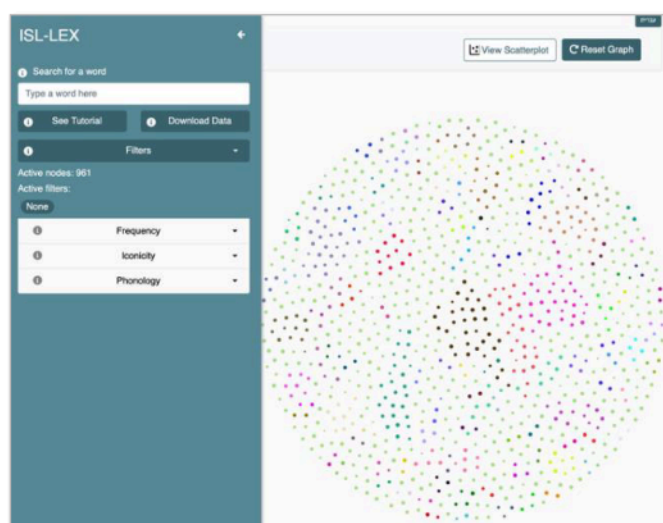 ISL-LEX
עברית
View Scatterplot
Reset Graph
Search for a word
Type a word here
See Tutorial
Download Data
Filters
Active nodes: 961
Active filters:
None
Frequency
Iconicity
Phonology